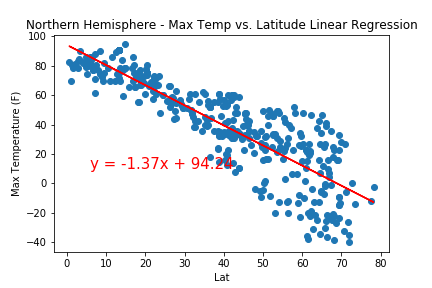 Northern Hemisphere - Max Temp vs. Latitude Linear Regression
100
80
60
40
20
0
−20
−40
Max Temperature (F)
y = -1.37x + 94.24
0 10 20 30 40 50 60 70 80
Lat